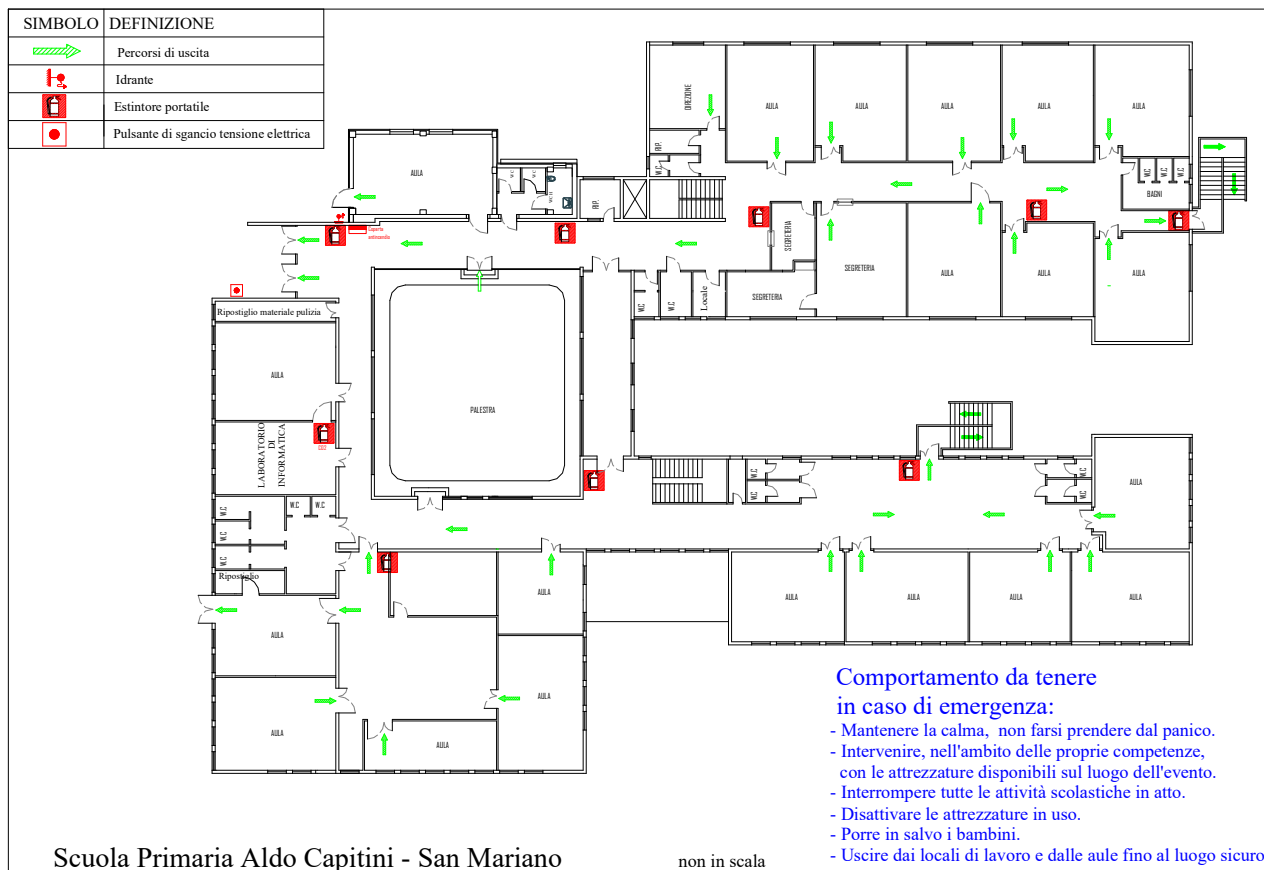 SIMBOLO DEFINIZIONE
Percorsi di uscita
Idrante
Estintore portatile
Pulsante di sgancio tensione elettrica
DIREZIONE
AULA
AULA
AULA
AULA
AULA
RIP.
W.C
AULA
W.C
W.C
W.C.H
RIP.
W.C
W.C
W.C
BAGNI
Coperta
antincendio
SEGRETERIA
SEGRETERIA
AULA
AULA
AULA
W.C
W.C
Locale
SEGRETERIA
Ripostiglio materiale pulizia
AULA
PALESTRA
LABORATORIO
DI
INFORMATICA
CO2
W.C
W.C
W.C
W.C
W.C
Ripostiglio
W.C
W.C
W.C
W.C
AULA
AULA
AULA
AULA
AULA
AULA
AULA
AULA
AULA
AULA
Comportamento da tenere
in caso di emergenza:
- Mantenere la calma, non farsi prendere dal panico.
- Intervenire, nell'ambito delle proprie competenze,
con le attrezzature disponibili sul luogo dell'evento.
- Interrompere tutte le attività scolastiche in atto.
- Disattivare le attrezzature in uso.
- Porre in salvo i bambini.
- Uscire dai locali di lavoro e dalle aule fino al luogo sicuro
Scuola Primaria Aldo Capitini - San Mariano
non in scala